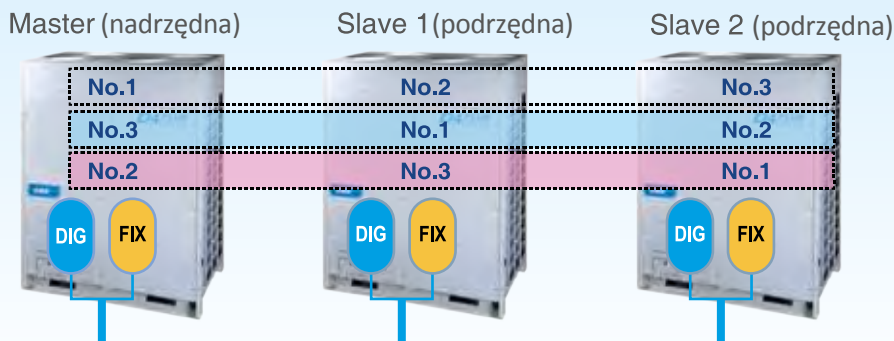 Master (nadrzędna) Slave 1(podrzędna) Slave 2 (podrzędna)
No.1 No.2 No.3
No.3 No.1 No.2
No.2 No.3 No.1
DIG FIX DIG FIX DIG FIX